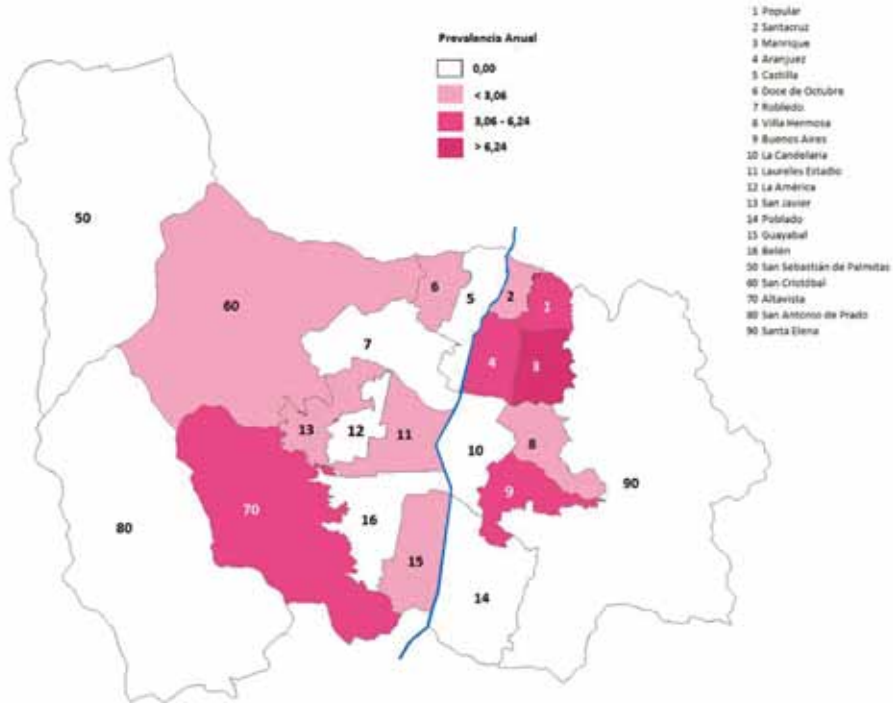 Prevalencia Anual
0,00
< 3,06
3,06 - 6,24
> 6,24
1 Popular
2 Santacruz
3 Manrique
4 Aranjuez
5 Castilla
6 Doce de Octubre
7 Robledo
8 Villa Hermosa
9 Buenos Aires
10 La Candelaria
11 Laureles Estadio
12 La América
13 San Javier
14 Poblado
15 Guayabal
16 Belén
50 San Sebastián de Palmitas
60 San Cristóbal
70 Altavista
80 San Antonio de Prado
90 Santa Elena
50
60
6
5
2
1
7
4
3
13
12
11
10
8
90
70
9
80
16
15
14